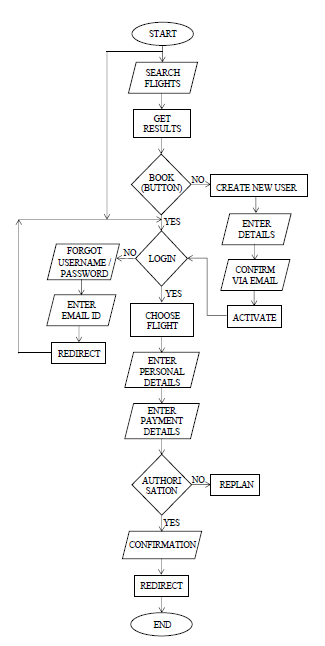 START
SEARCH
FLIGHTS
GET
RESULTS
BOOK
(BUTTON)
NO
CREATE NEW USER
YES
ENTER
DETAILS
FORGOT
USERNAME /
PASSWORD
NO
LOGIN
CONFIRM
VIA EMAIL
YES
ENTER
EMAIL ID
CHOOSE
FLIGHT
ACTIVATE
REDIRECT
ENTER
PERSONAL
DETAILS
ENTER
PAYMENT
DETAILS
AUTHORI
SATION
NO
REPLAN
YES
CONFIRMATION
REDIRECT
END